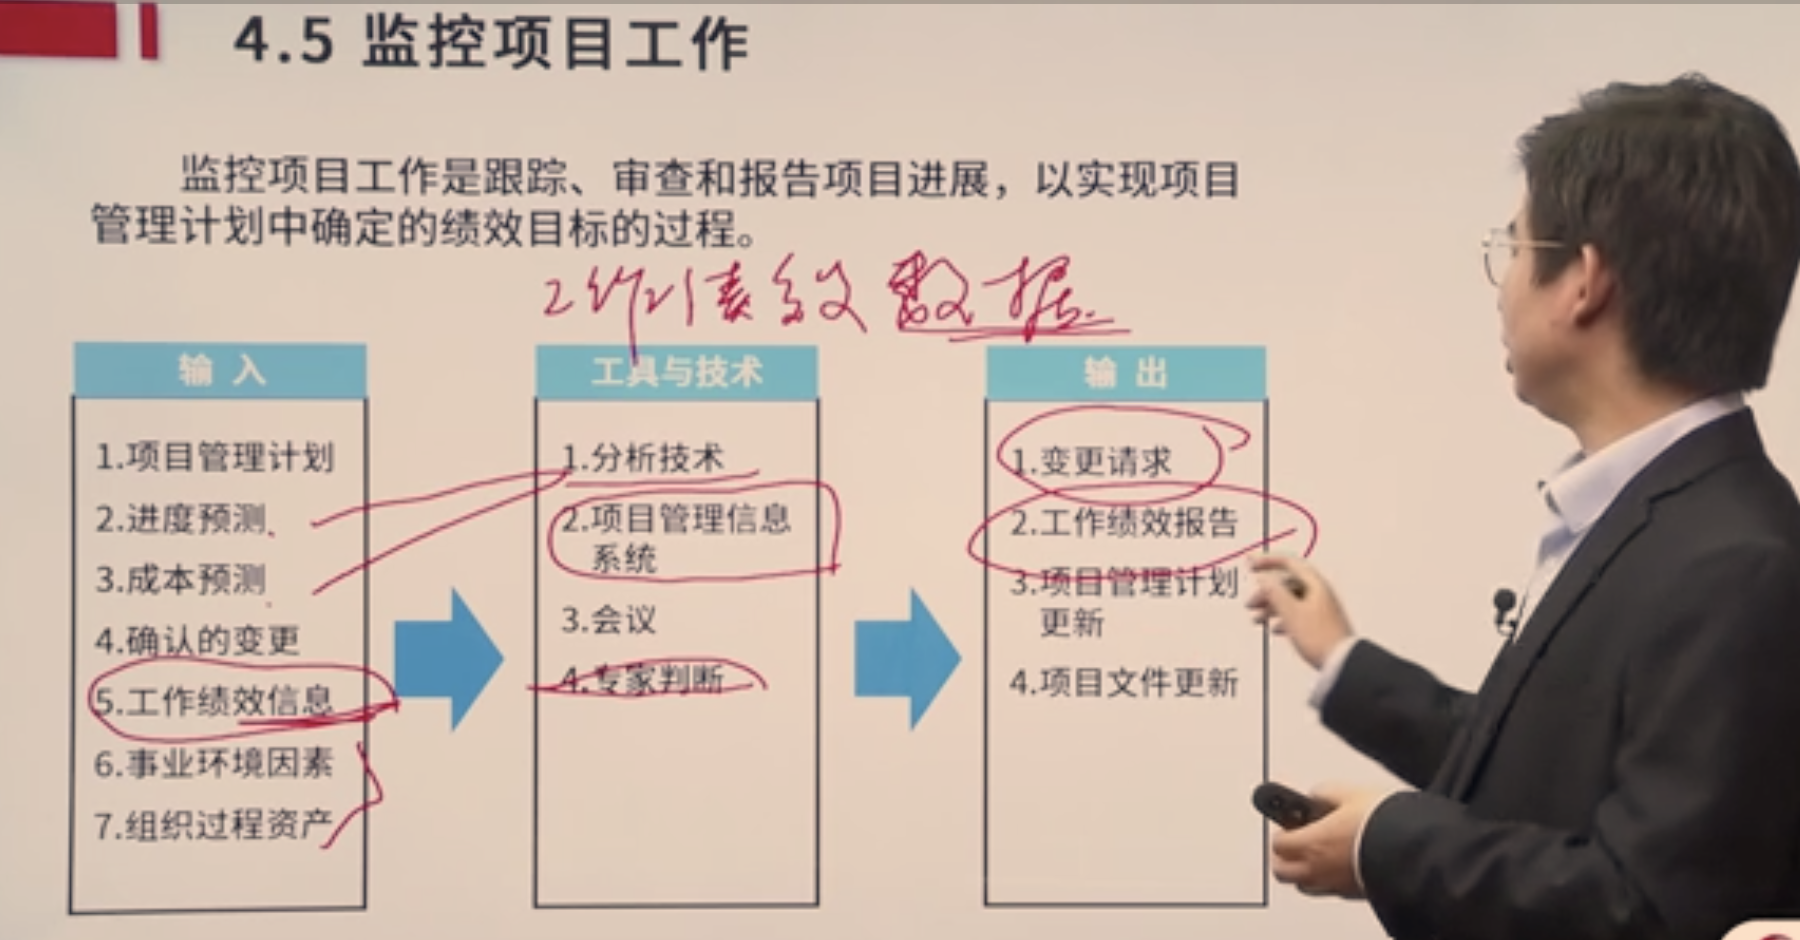 4.5 监控项目工作
监控项目工作是跟踪、审查和报告项目进展，以实现项目
管理计划中确定的绩效目标的过程。
工作绩效数据
输 入
1.项目管理计划
2.进度预测
3.成本预测
4.确认的变更
5.工作绩效信息
6.事业环境因素
7.组织过程资产
工具与技术
1.分析技术
2.项目管理信息
系统
3.会议
4.专家判断
输 出
1.变更请求
2.工作绩效报告
3.项目管理计划
更新
4.项目文件更新